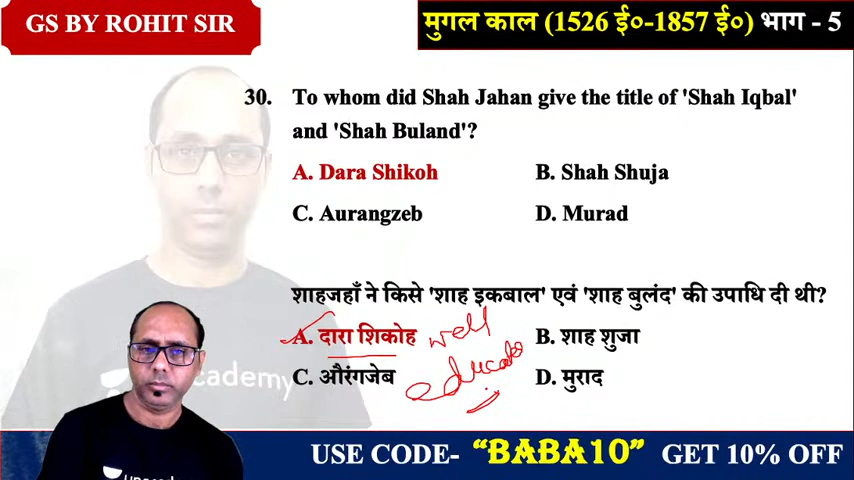 GS BY ROHIT SIR
मुगल काल (1526 ई०-1857 ई०) भाग - 5
30. To whom did Shah Jahan give the title of 'Shah Iqbal'
and 'Shah Buland'?
A. Dara Shikoh B. Shah Shuja
C. Aurangzeb D. Murad
शाहजहाँ ने किसे 'शाह इकबाल' एवं 'शाह बुलंद' की उपाधि दी थी?
A. दारा शिकोह well B. शाह शुजा
C. औरंगजेब D. मुराद
USE CODE- “BABA10” GET 10% OFF